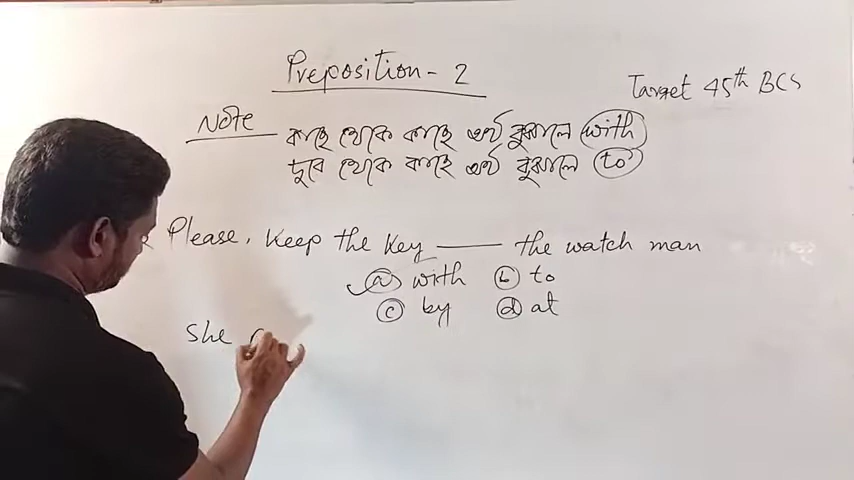 Preposition - 2
Target 45th BCS
Note কাছে থেকে কাছে অর্থ বুঝালে with
দুরে থেকে কাছে অর্থ বুঝালে to
Please, Keep the key ——— the watch man
(a) with (b) to
(c) by (d) at
She